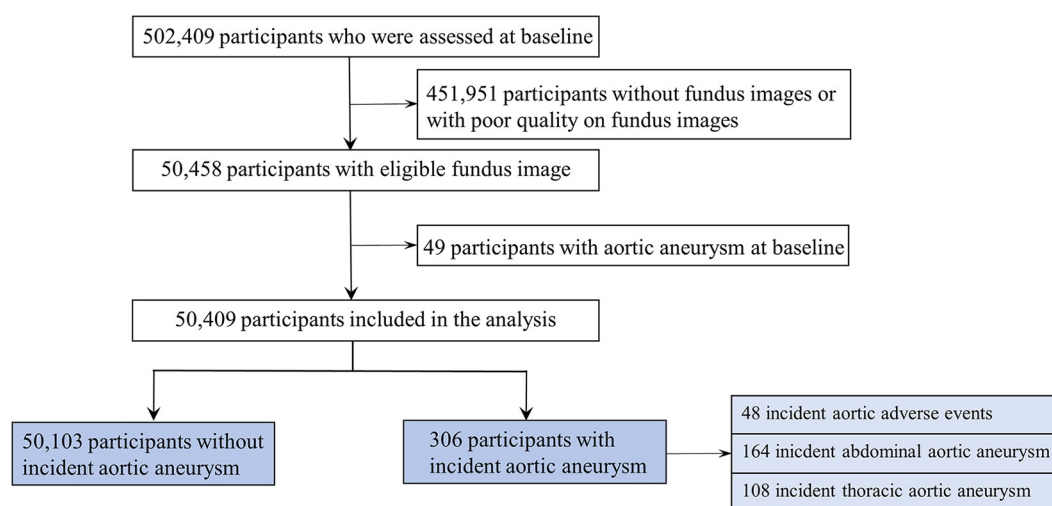 502,409 participants who were assessed at baseline
451,951 participants without fundus images or
with poor quality on fundus images
50,458 participants with eligible fundus image
49 participants with aortic aneurysm at baseline
50,409 participants included in the analysis
50,103 participants without
incident aortic aneurysm
306 participants with
incident aortic aneurysm
48 incident aortic adverse events
164 inicdent abdominal aortic aneurysm
108 incident thoracic aortic aneurysm